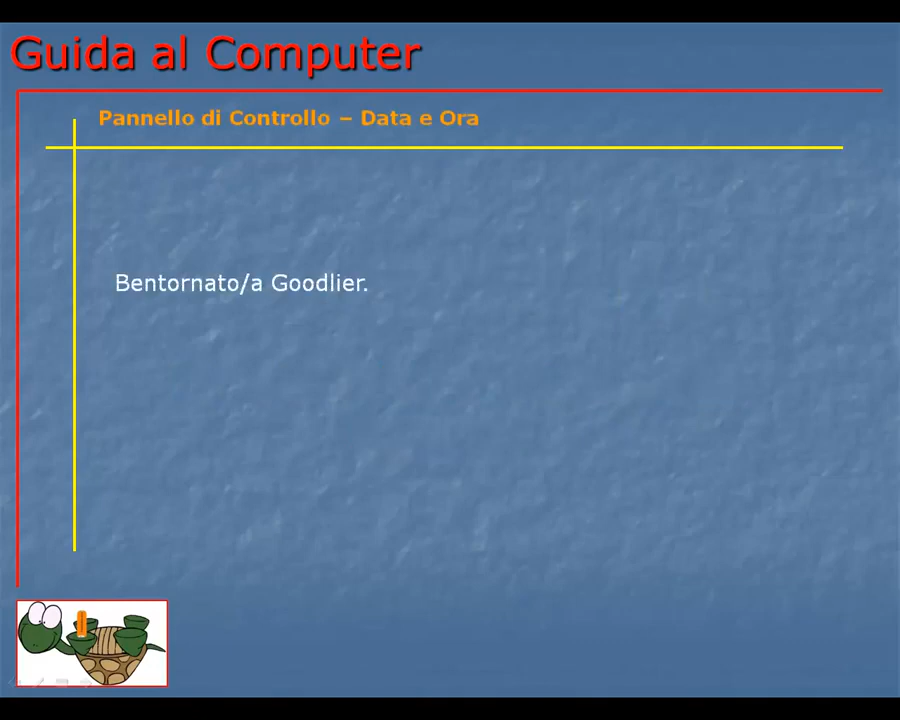 Guida al Computer
Pannello di Controllo – Data e Ora
Bentornato/a Goodlier.